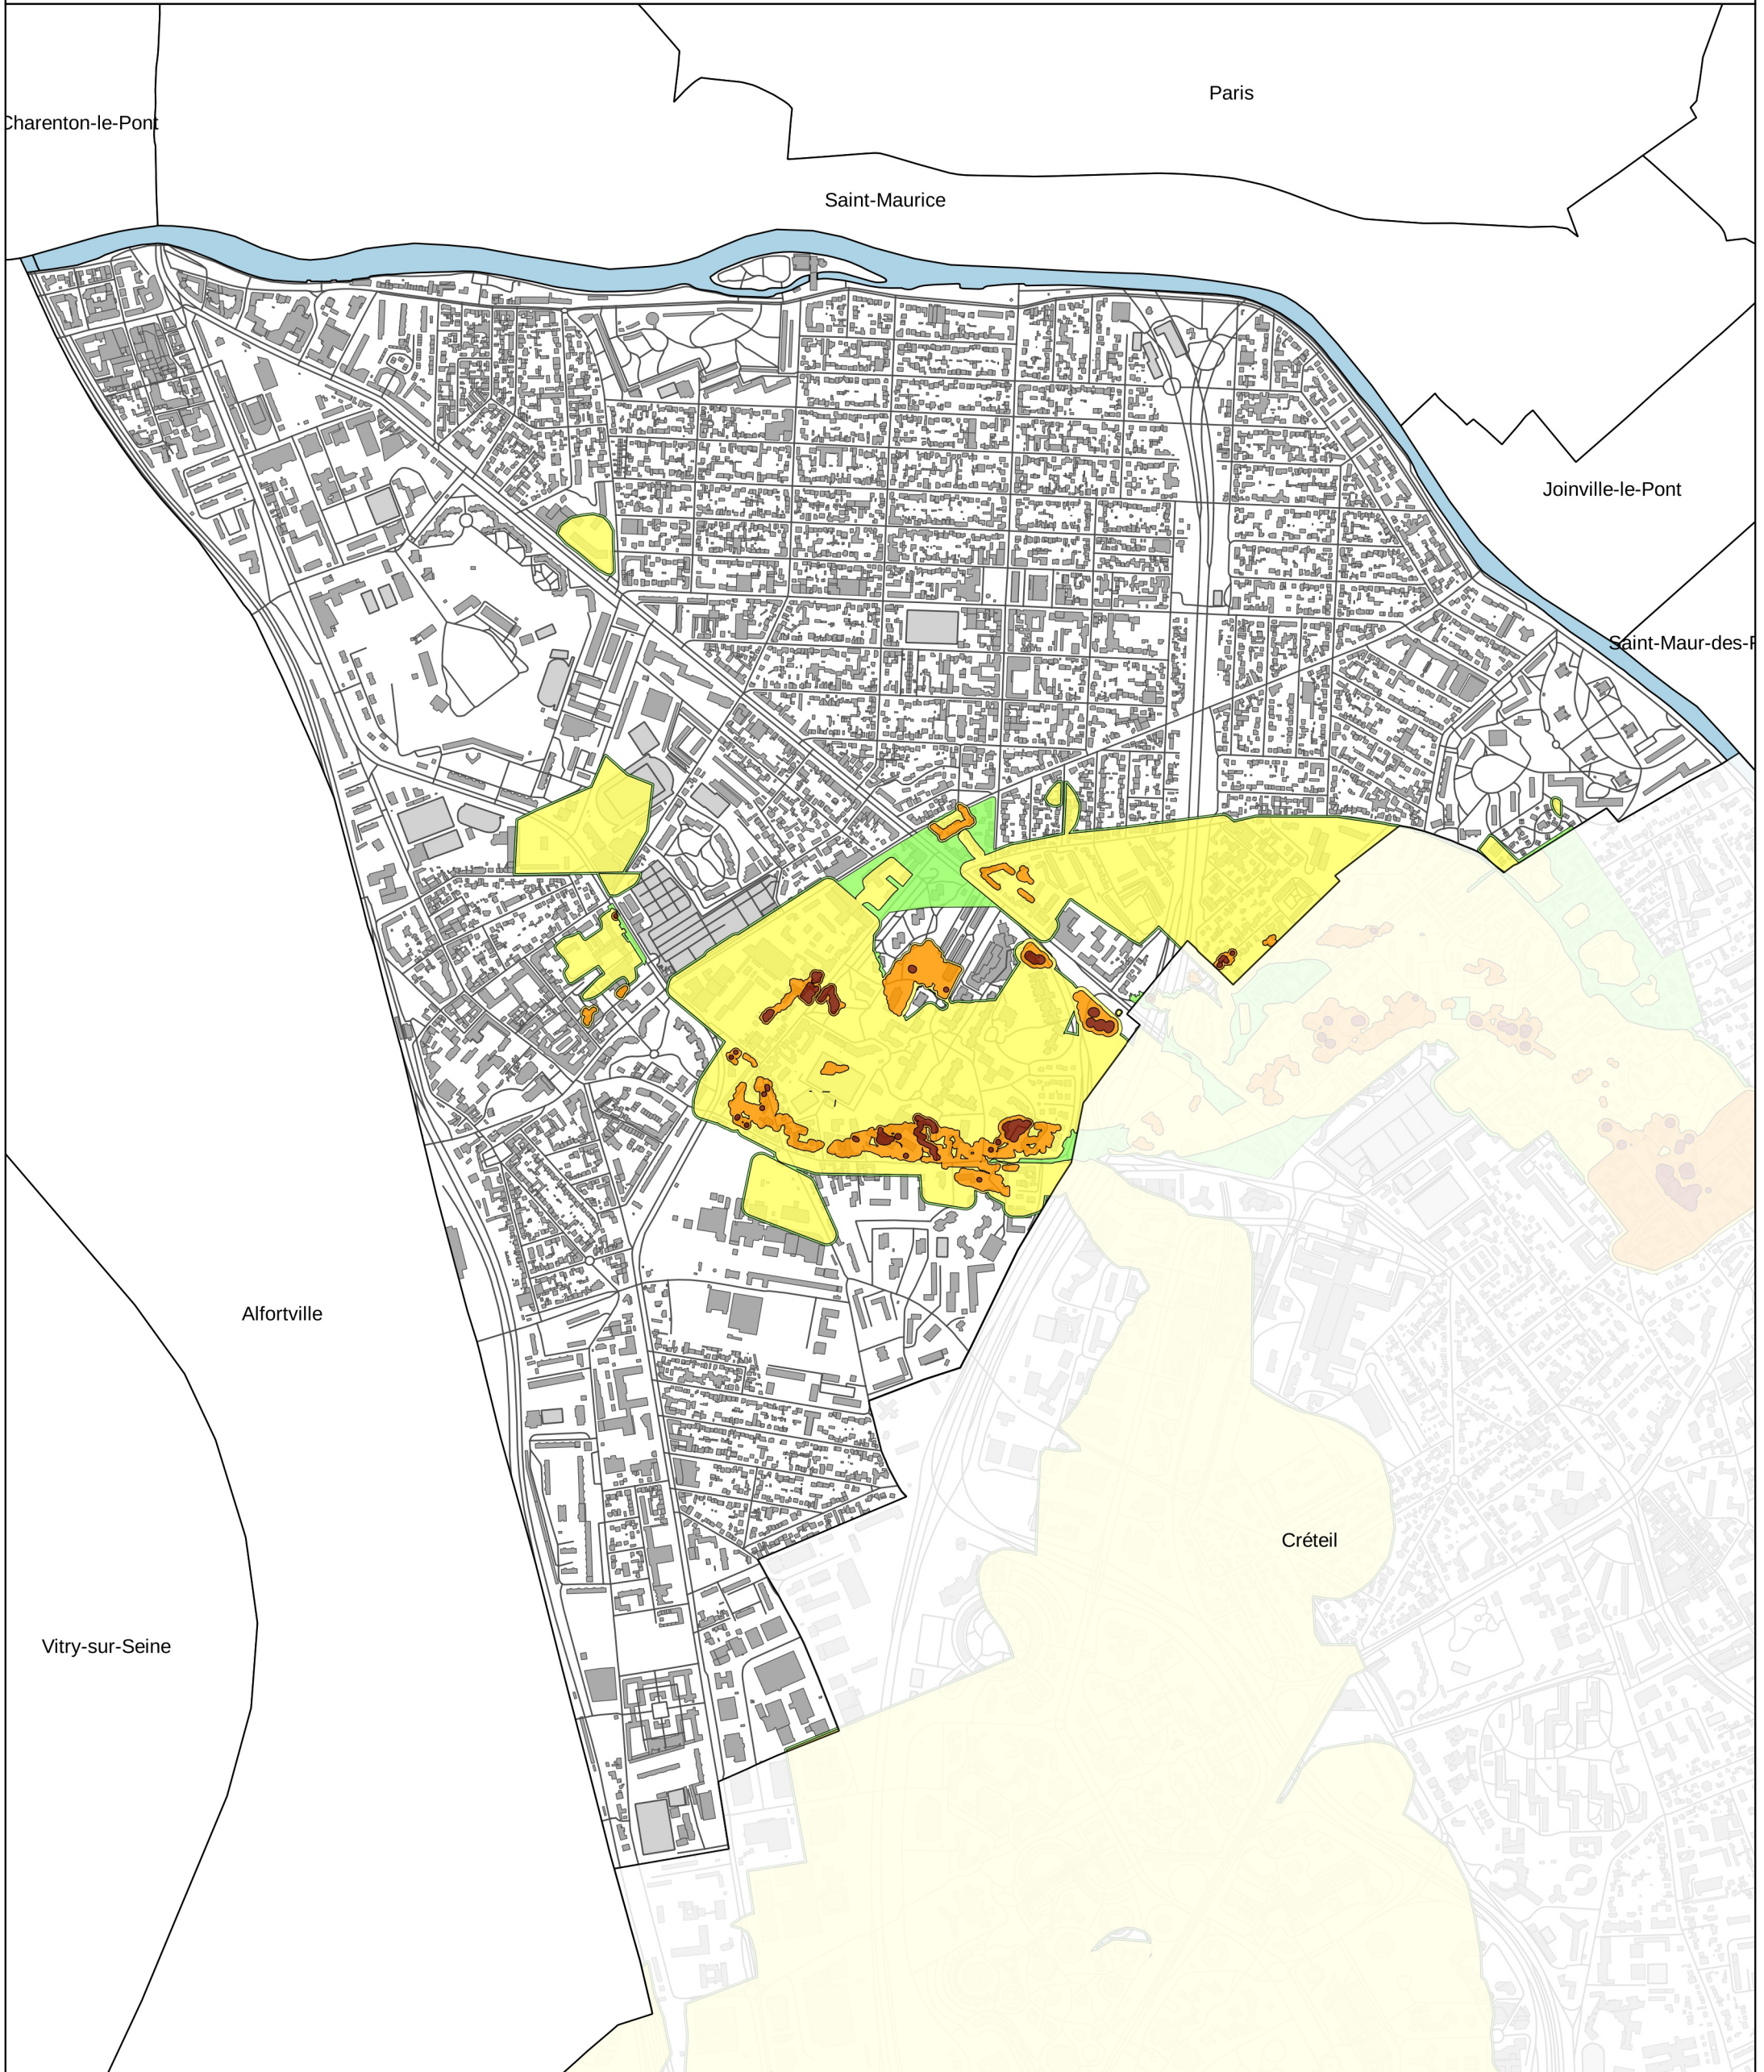 Paris
Charenton-le-Pont
Saint-Maurice
Joinville-le-Pont
Saint-Maur-des-F
Alfortville
Créteil
Vitry-sur-Seine